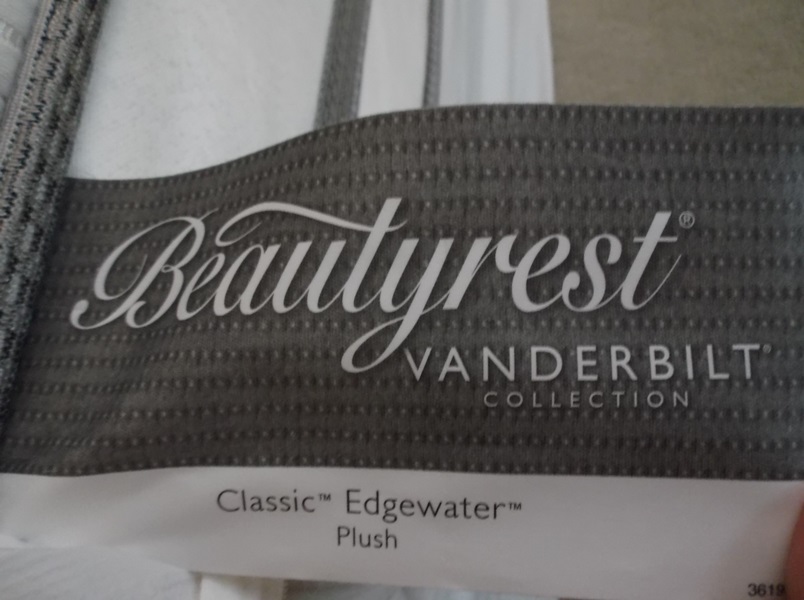 Beautyrest®
VANDERBILT®
COLLECTION
Classic™ Edgewater™
Plush
3619